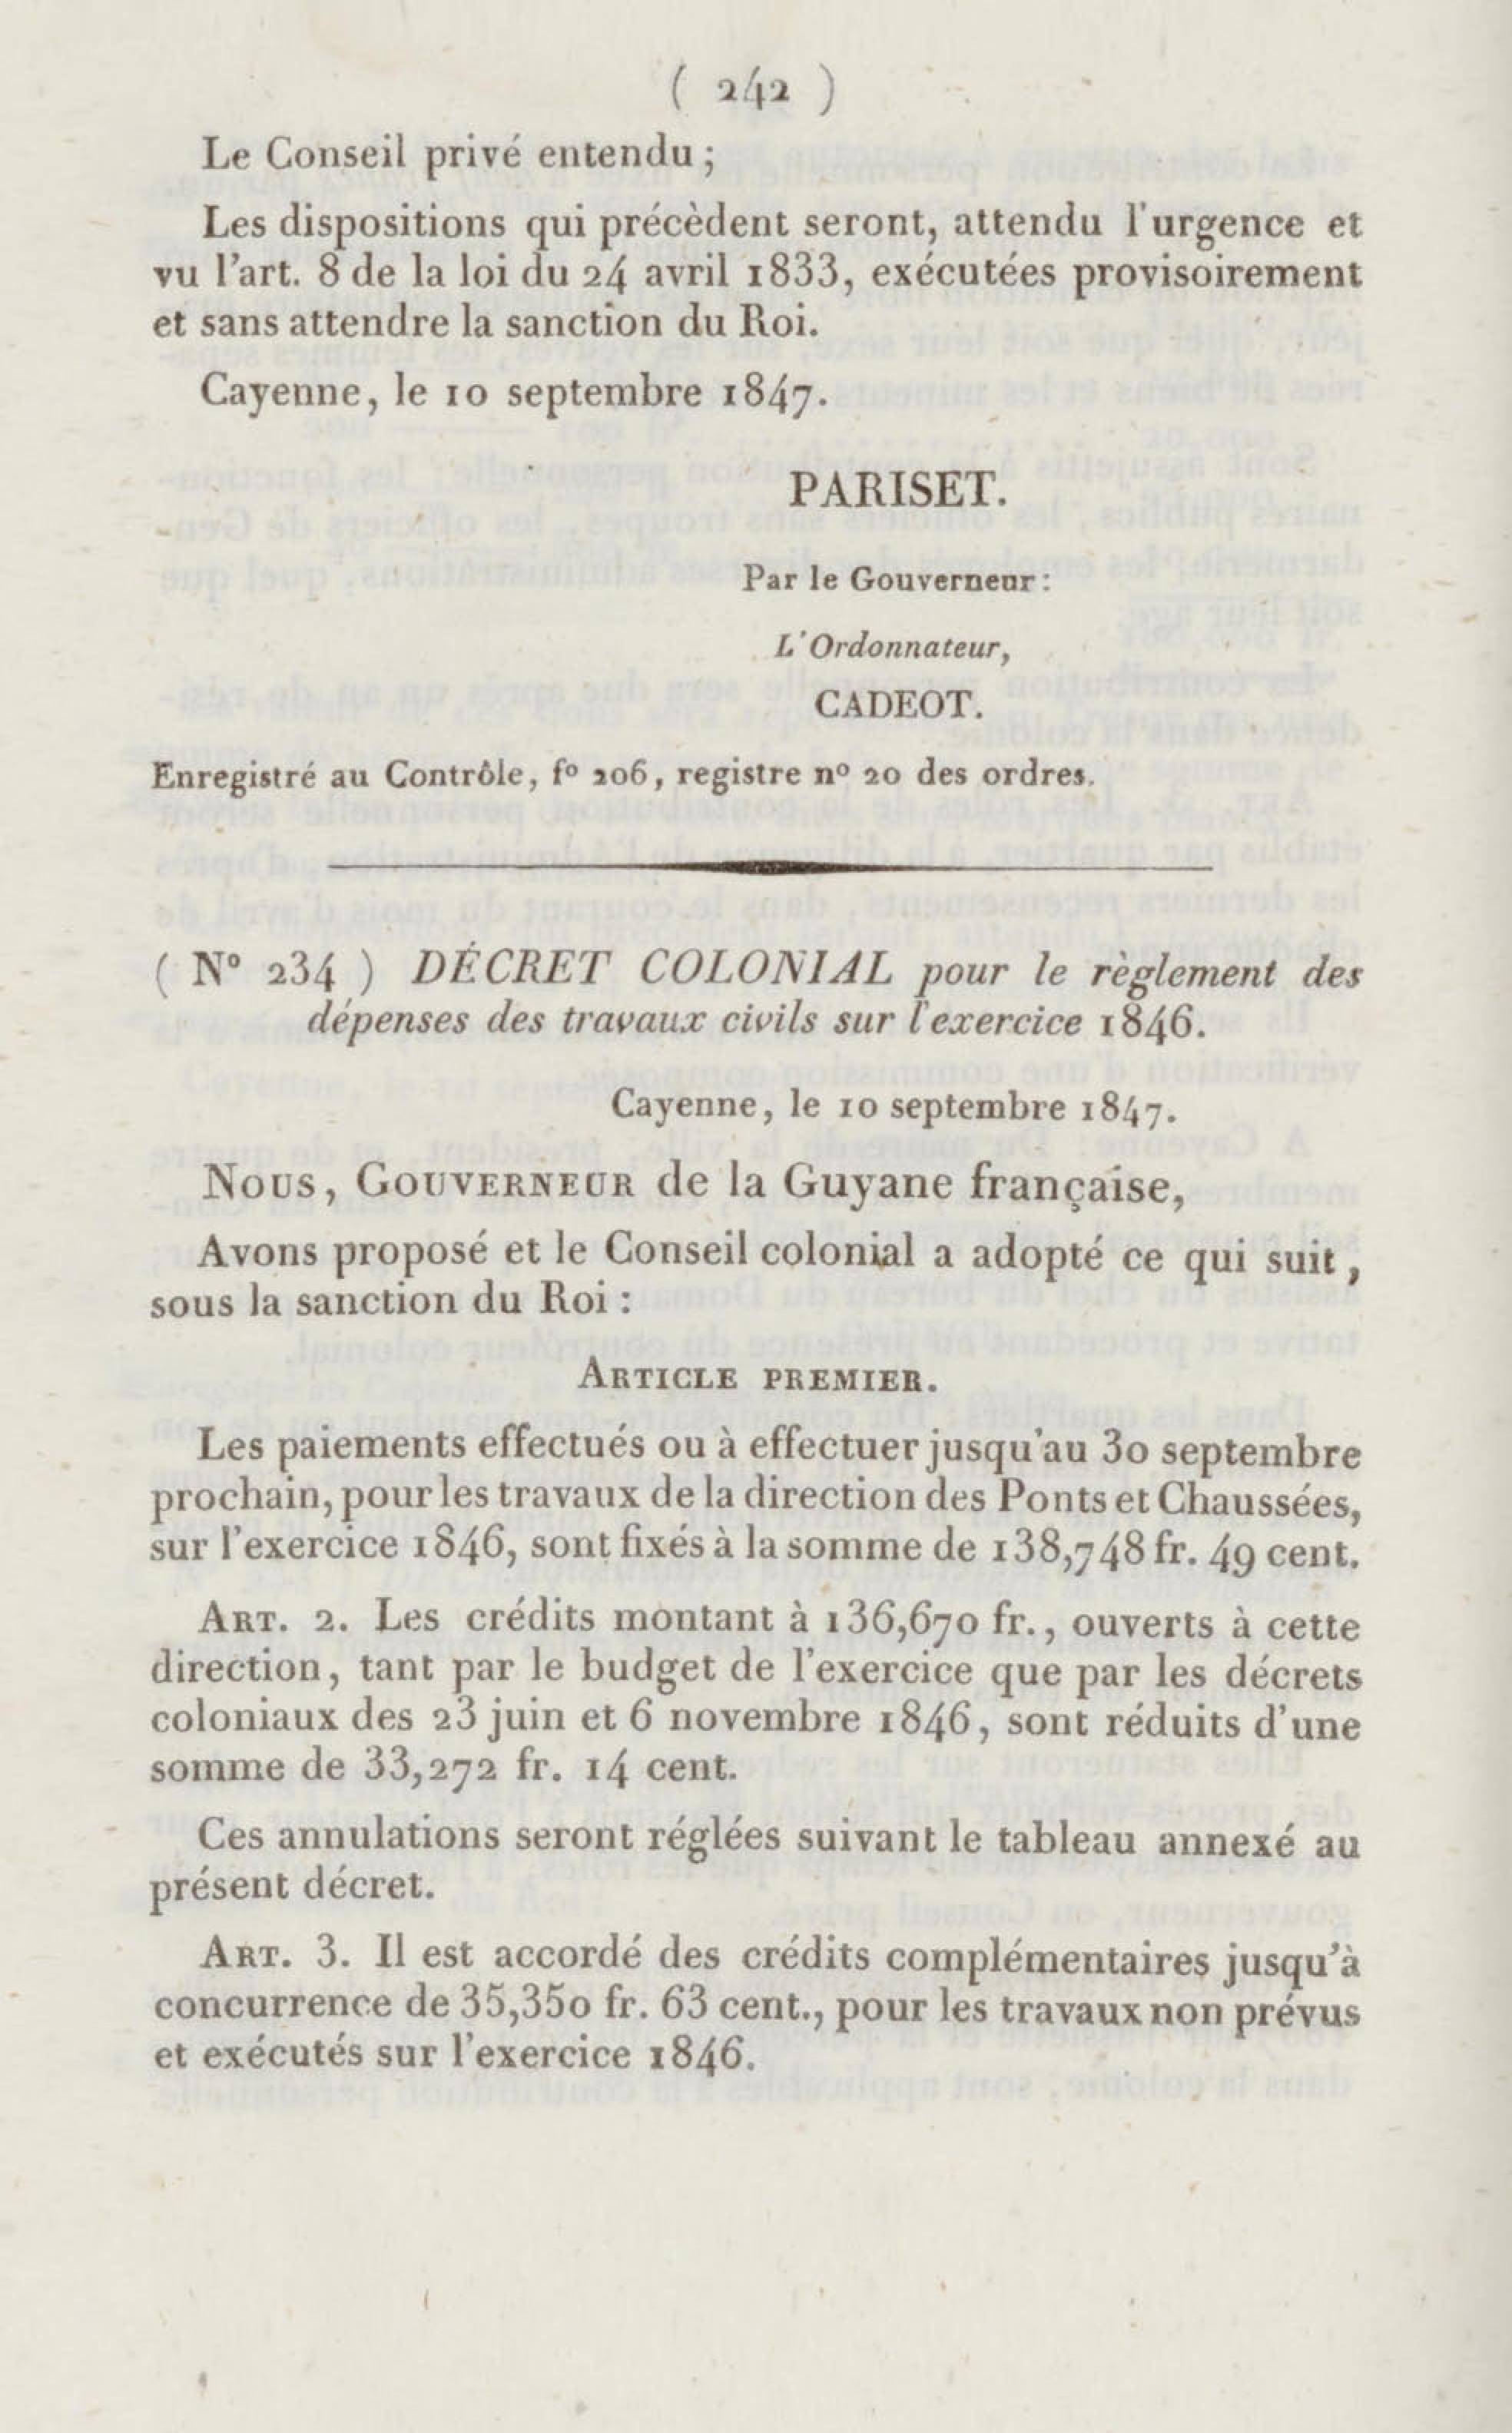 ( 242 )
Le Conseil privé entendu ;
Les dispositions qui précèdent seront, attendu l'urgence et
vu l'art. 8 de la loi du 24 avril 1833, exécutées provisoirement
et sans attendre la sanction du Roi.
Cayenne, le 10 septembre 1847.
PARISET.
Par le Gouverneur :
L'Ordonnateur,
CADEOT.
Enregistré au Contrôle, fº 206, registre nº 20 des ordres.
( Nº 234 ) DÉCRET COLONIAL pour le règlement des
dépenses des travaux civils sur l'exercice 1846.
Cayenne, le 10 septembre 1847.
NOUS, GOUVERNEUR de la Guyane française,
Avons proposé et le Conseil colonial a adopté ce qui suit,
sous la sanction du Roi :
ARTICLE PREMIER.
Les paiements effectués ou à effectuer jusqu'au 30 septembre
prochain, pour les travaux de la direction des Ponts et Chaussées,
sur l'exercice 1846, sont fixés à la somme de 138,748 fr. 49 cent.
ART. 2. Les crédits montant à 136,670 fr., ouverts à cette
direction, tant par le budget de l'exercice que par les décrets
coloniaux des 23 juin et 6 novembre 1846, sont réduits d'une
somme de 33,272 fr. 14 cent.
Ces annulations seront réglées suivant le tableau annexé au
présent décret.
ART. 3. Il est accordé des crédits complémentaires jusqu'à
concurrence de 35,350 fr. 63 cent., pour les travaux non prévus
et exécutés sur l'exercice 1846.